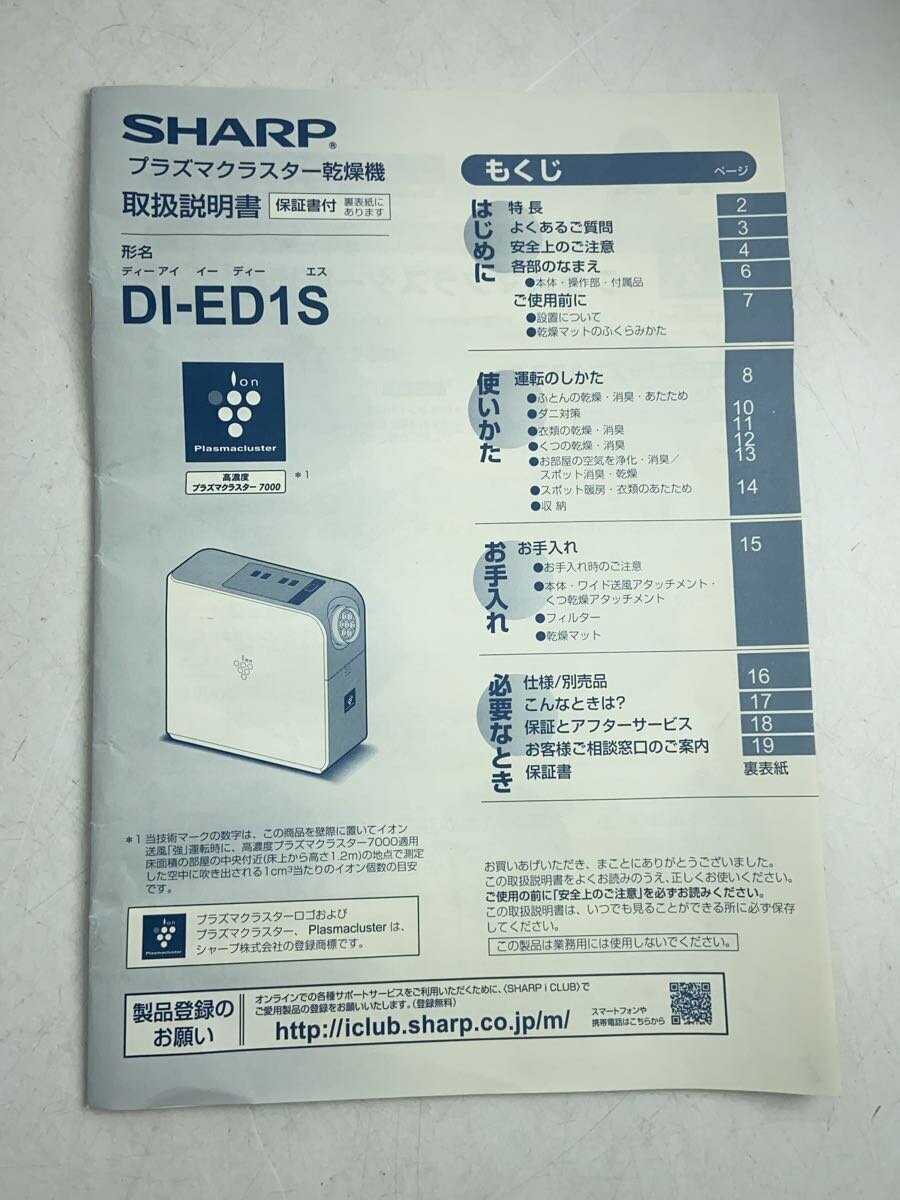 SHARP®
プラズマクラスター乾燥機
取扱説明書 保証書付 裏表紙にあります
形名
ディー アイ イー ディー エス
DI-ED1S
Ion
Plasmacluster
高濃度
プラズマクラスター 7000
＊1
ion
＊1 当技術マークの数字は、この商品を壁際に置いてイオン
送風「強」運転時に、高濃度プラズマクラスター7000適用
床面積の部屋の中央付近(床上から高さ1.2m)の地点で測定
した空中に吹き出される1cm³当たりのイオン個数の目安
です。
Ion
Plasmacluster
プラズマクラスターロゴおよび
プラズマクラスター、Plasmacluster は、
シャープ株式会社の登録商標です。
もくじ ページ
はじめに
特長 2
よくあるご質問 3
安全上のご注意 4
各部のなまえ 6
●本体・操作部・付属品
ご使用前に 7
●設置について
●乾燥マットのふくらみかた
使いかた
運転のしかた 8
●ふとんの乾燥・消臭・あたため
●ダニ対策 10
●衣類の乾燥・消臭 11
●くつの乾燥・消臭 12
●お部屋の空気を浄化・消臭／ 13
スポット消臭・乾燥
●スポット暖房・衣類のあたため 14
●収納
お手入れ
お手入れ 15
●お手入れ時のご注意
●本体・ワイド送風アタッチメント・
くつ乾燥アタッチメント
●フィルター
●乾燥マット
必要なとき
仕様/別売品 16
こんなときは? 17
保証とアフターサービス 18
お客様ご相談窓口のご案内 19
保証書 裏表紙
お買いあげいただき、まことにありがとうございました。
この取扱説明書をよくお読みのうえ、正しくお使いください。
ご使用の前に「安全上のご注意」を必ずお読みください。
この取扱説明書は、いつでも見ることができる所に必ず保存
してください。
この製品は業務用には使用しないでください。
製品登録の
お願い
オンラインでの各種サポートサービスをご利用いただくために、〈SHARP i CLUB〉で
ご愛用製品の登録をお願いいたします。(登録無料)
http://iclub.sharp.co.jp/m/
スマートフォンや
携帯電話はこちらから